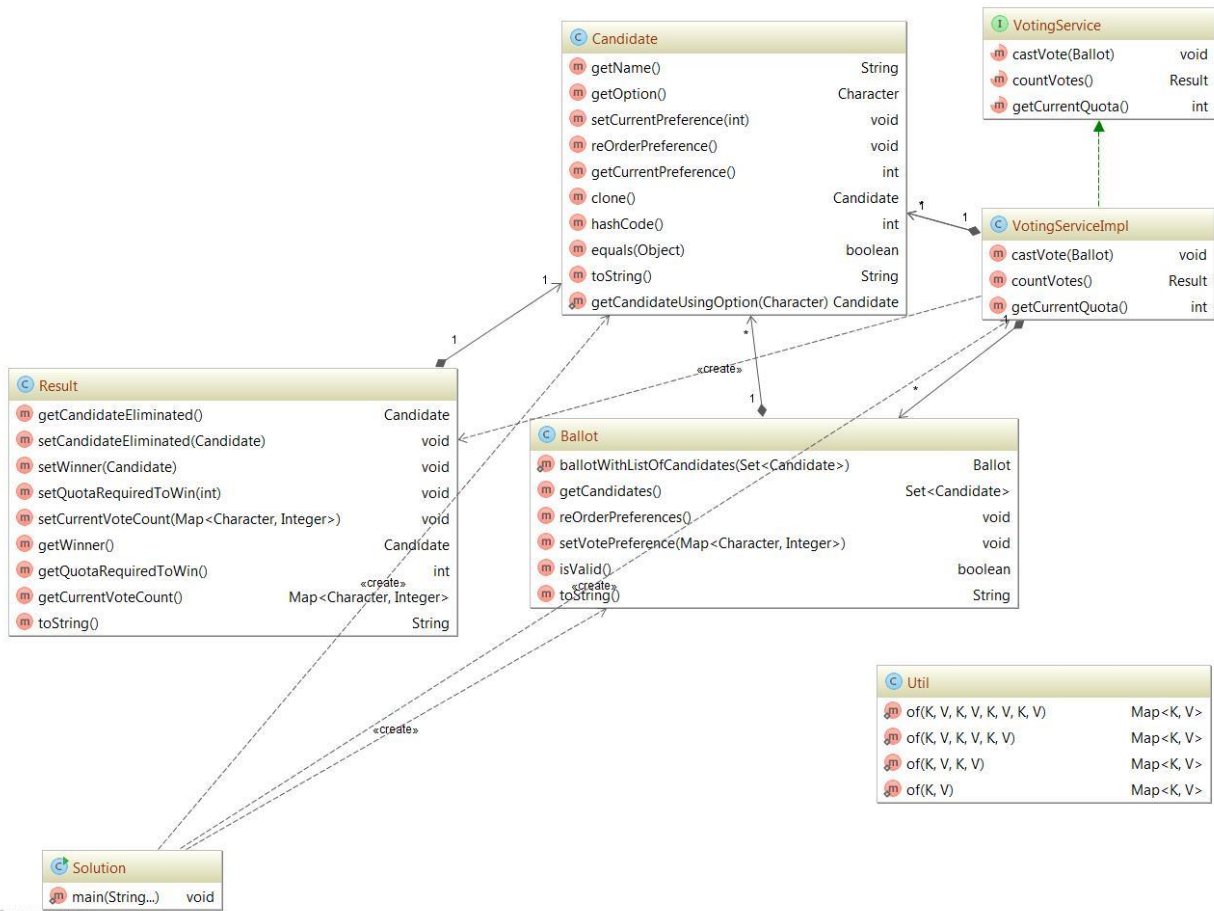 C Candidate
m getName() String
m getOption() Character
m setCurrentPreference(int) void
m reOrderPreference() void
m getCurrentPreference() int
m clone() Candidate
m hashCode() int
m equals(Object) boolean
m toString() String
m getCandidateUsingOption(Character) Candidate
I VotingService
m castVote(Ballot) void
m countVotes() Result
m getCurrentQuota() int
C VotingServiceImpl
m castVote(Ballot) void
m countVotes() Result
m getCurrentQuota() int
* 1
1
1
1
1
*
1
*
«create»
C Result
m getCandidateEliminated() Candidate
m setCandidateEliminated(Candidate) void
m setWinner(Candidate) void
m setQuotaRequiredToWin(int) void
m setCurrentVoteCount(Map<Character, Integer>) void
m getWinner() Candidate
m getQuotaRequiredToWin() int
m getCurrentVoteCount() Map<Character, Integer>
m toString() String
«create»
C Ballot
m ballotWithListOfCandidates(Set<Candidate>) Ballot
m getCandidates() Set<Candidate>
m reOrderPreferences() void
m setVotePreference(Map<Character, Integer>) void
m isValid() boolean
m toString() String
«create»
«create»
C Util
m of(K, V, K, V, K, V, K, V) Map<K, V>
m of(K, V, K, V, K, V) Map<K, V>
m of(K, V, K, V) Map<K, V>
m of(K, V) Map<K, V>
C Solution
m main(String...) void